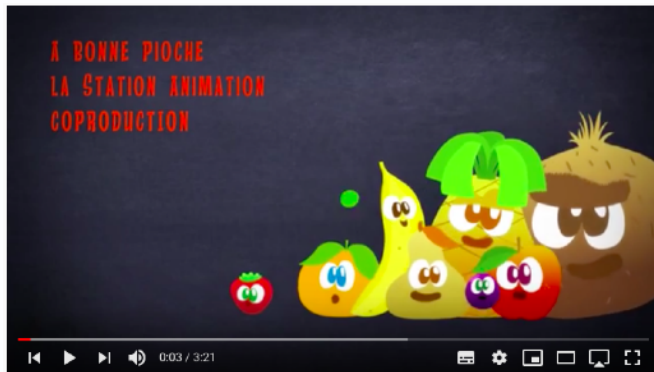 A BONNE PIOCHE
LA STATION ANIMATION
COPRODUCTION
0:03 / 3:21